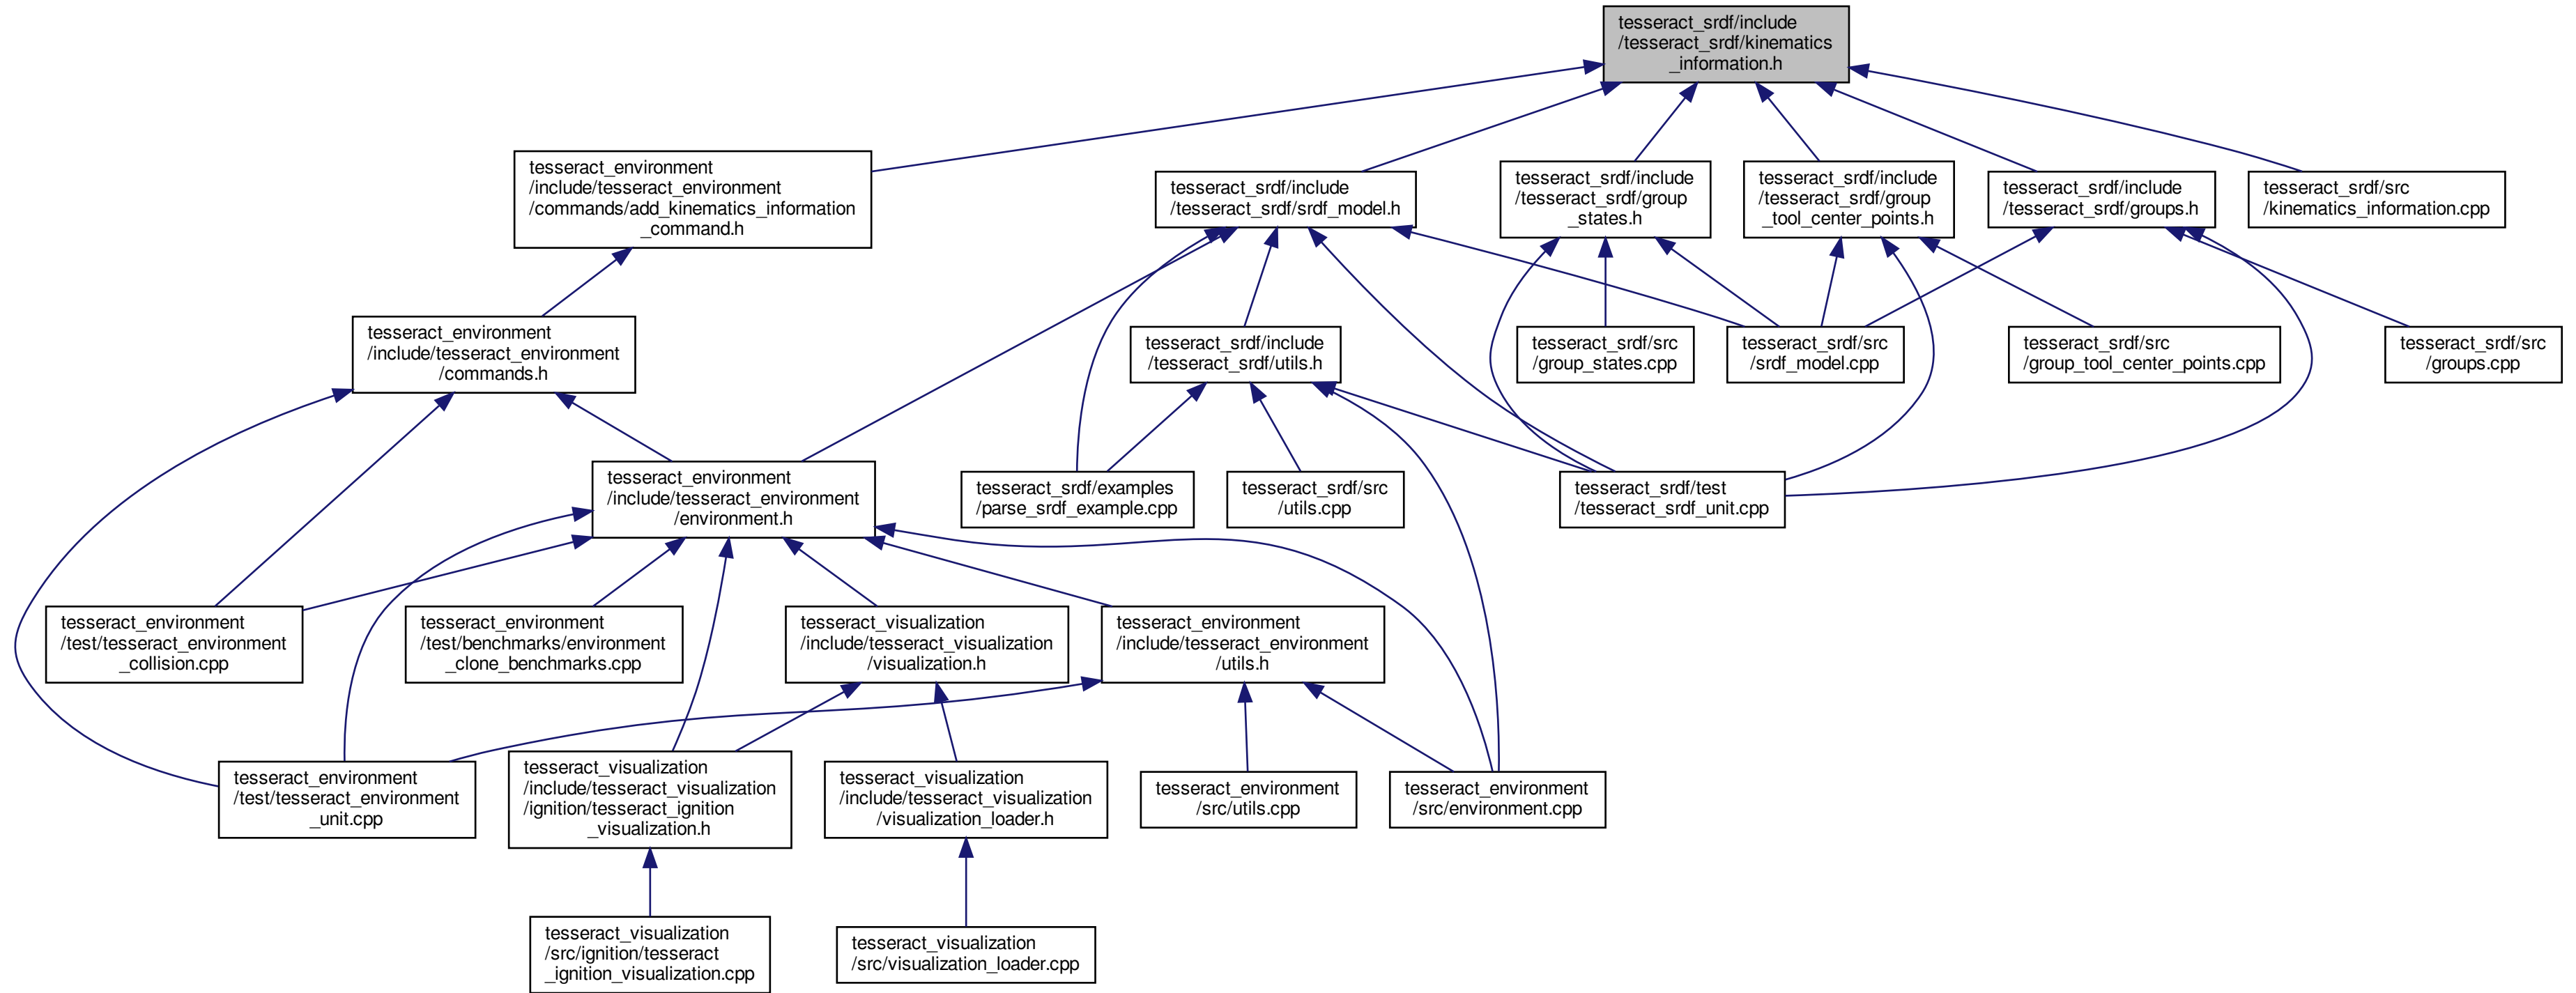 tesseract_srdf/include
/tesseract_srdf/kinematics
_information.h
tesseract_environment
/include/tesseract_environment
/commands/add_kinematics_information
_command.h
tesseract_srdf/include
/tesseract_srdf/srdf_model.h
tesseract_srdf/include
/tesseract_srdf/group
_states.h
tesseract_srdf/include
/tesseract_srdf/group
_tool_center_points.h
tesseract_srdf/include
/tesseract_srdf/groups.h
tesseract_srdf/src
/kinematics_information.cpp
tesseract_environment
/include/tesseract_environment
/commands.h
tesseract_srdf/include
/tesseract_srdf/utils.h
tesseract_srdf/src
/group_states.cpp
tesseract_srdf/src
/srdf_model.cpp
tesseract_srdf/src
/group_tool_center_points.cpp
tesseract_srdf/src
/groups.cpp
tesseract_environment
/include/tesseract_environment
/environment.h
tesseract_srdf/examples
/parse_srdf_example.cpp
tesseract_srdf/src
/utils.cpp
tesseract_srdf/test
/tesseract_srdf_unit.cpp
tesseract_environment
/test/tesseract_environment
_collision.cpp
tesseract_environment
/test/benchmarks/environment
_clone_benchmarks.cpp
tesseract_visualization
/include/tesseract_visualization
/visualization.h
tesseract_environment
/include/tesseract_environment
/utils.h
tesseract_environment
/test/tesseract_environment
_unit.cpp
tesseract_visualization
/include/tesseract_visualization
/ignition/tesseract_ignition
_visualization.h
tesseract_visualization
/include/tesseract_visualization
/visualization_loader.h
tesseract_environment
/src/utils.cpp
tesseract_environment
/src/environment.cpp
tesseract_visualization
/src/ignition/tesseract
_ignition_visualization.cpp
tesseract_visualization
/src/visualization_loader.cpp